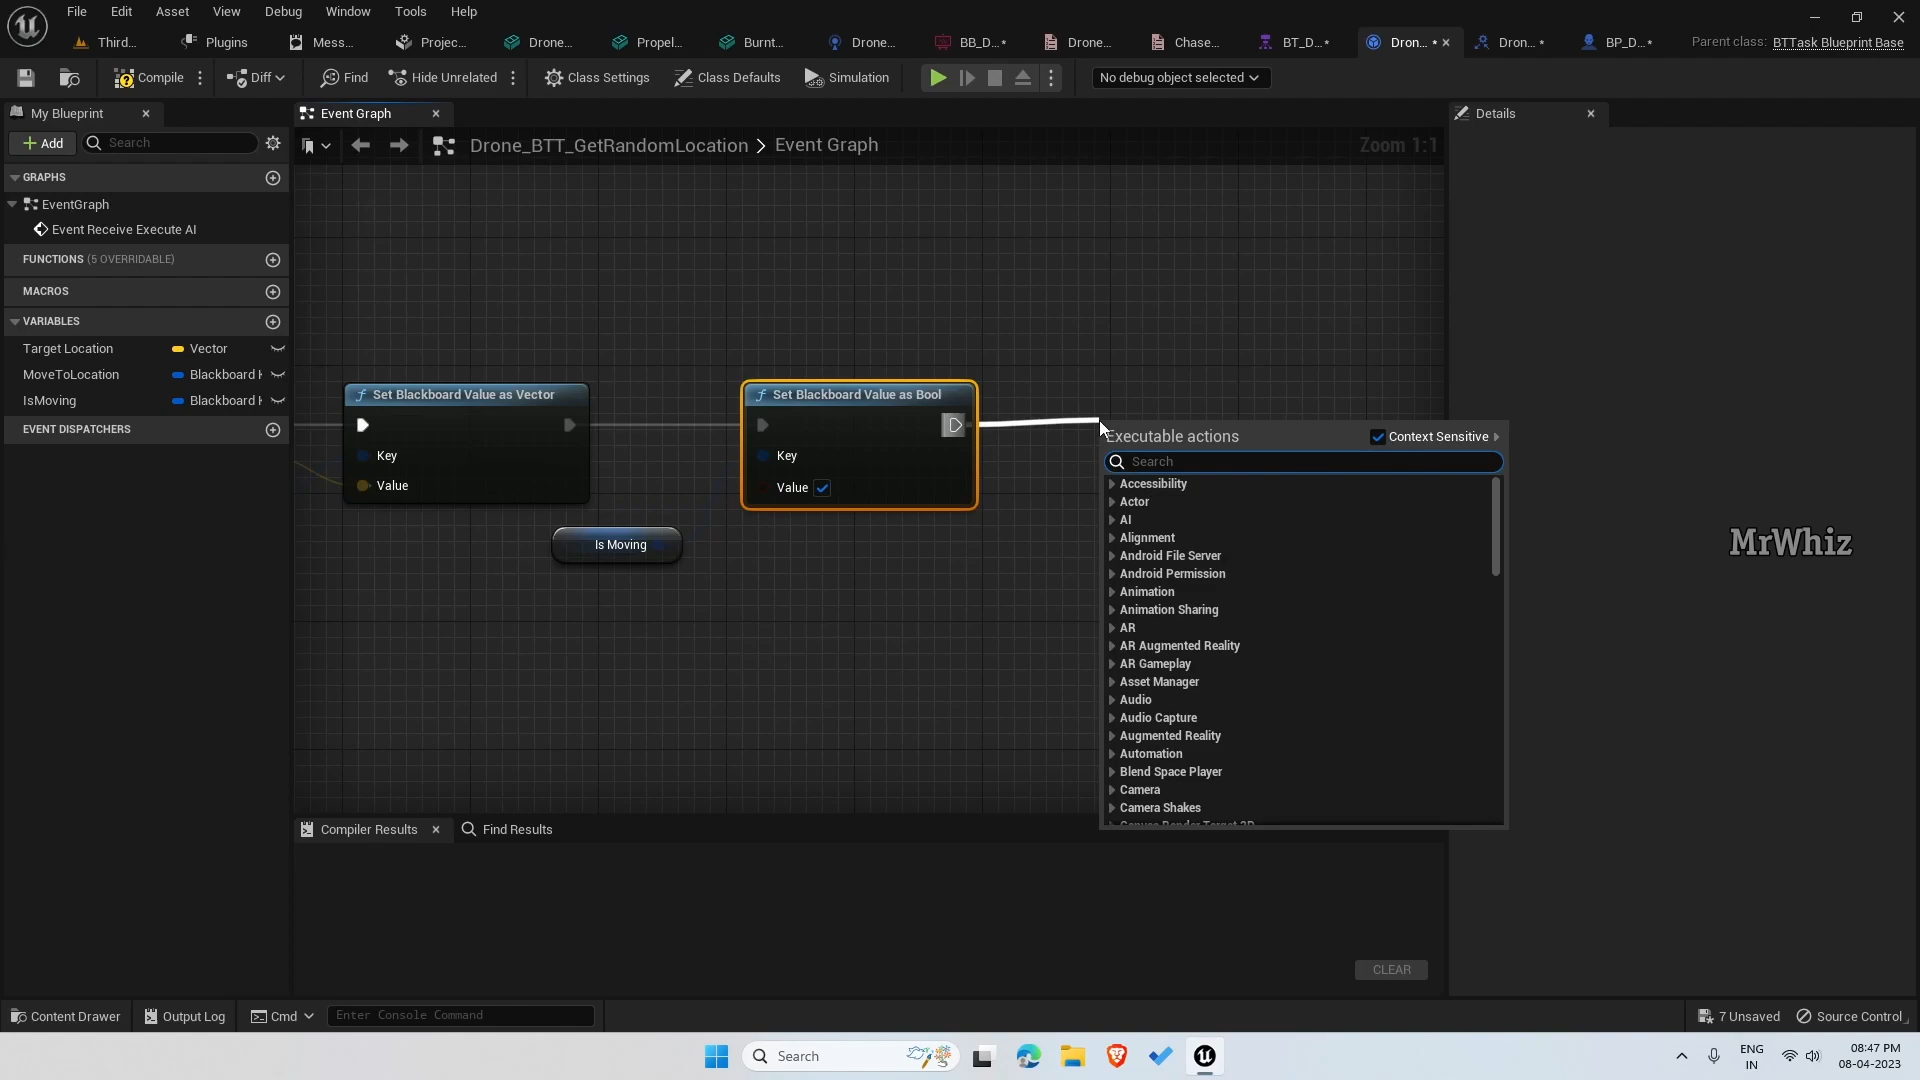 File Edit Asset View Debug Window Tools Help
Third... Plugins Mess... Projec... Drone... Propel... Burnt... Drone... BB_D...* Drone... Chase... BT_D...* Dron... * Dron... * BP_D...* Parent class: BTTask Blueprint Base
Compile Diff Find Hide Unrelated Class Settings Class Defaults Simulation No debug object selected
My Blueprint
Event Graph
Details
Add Search
Drone_BTT_GetRandomLocation > Event Graph Zoom 1:1
GRAPHS
EventGraph
Event Receive Execute AI
FUNCTIONS (5 OVERRIDABLE)
MACROS
VARIABLES
Target Location Vector
MoveToLocation Blackboard
IsMoving Blackboard
EVENT DISPATCHERS
f Set Blackboard Value as Vector
Key
Value
f Set Blackboard Value as Bool
Key
Value
Is Moving
Executable actions Context Sensitive
Search
Accessibility
Actor
AI
Alignment
Android File Server
Android Permission
Animation
Animation Sharing
AR
AR Augmented Reality
AR Gameplay
Asset Manager
Audio
Audio Capture
Augmented Reality
Automation
Blend Space Player
Camera
Camera Shakes
Canvas Render Target 2D
MrWhiz
Compiler Results Find Results
CLEAR
Content Drawer Output Log Cmd Enter Console Command 7 Unsaved Source Control
Search
ENG
IN
08:47 PM
08-04-2023